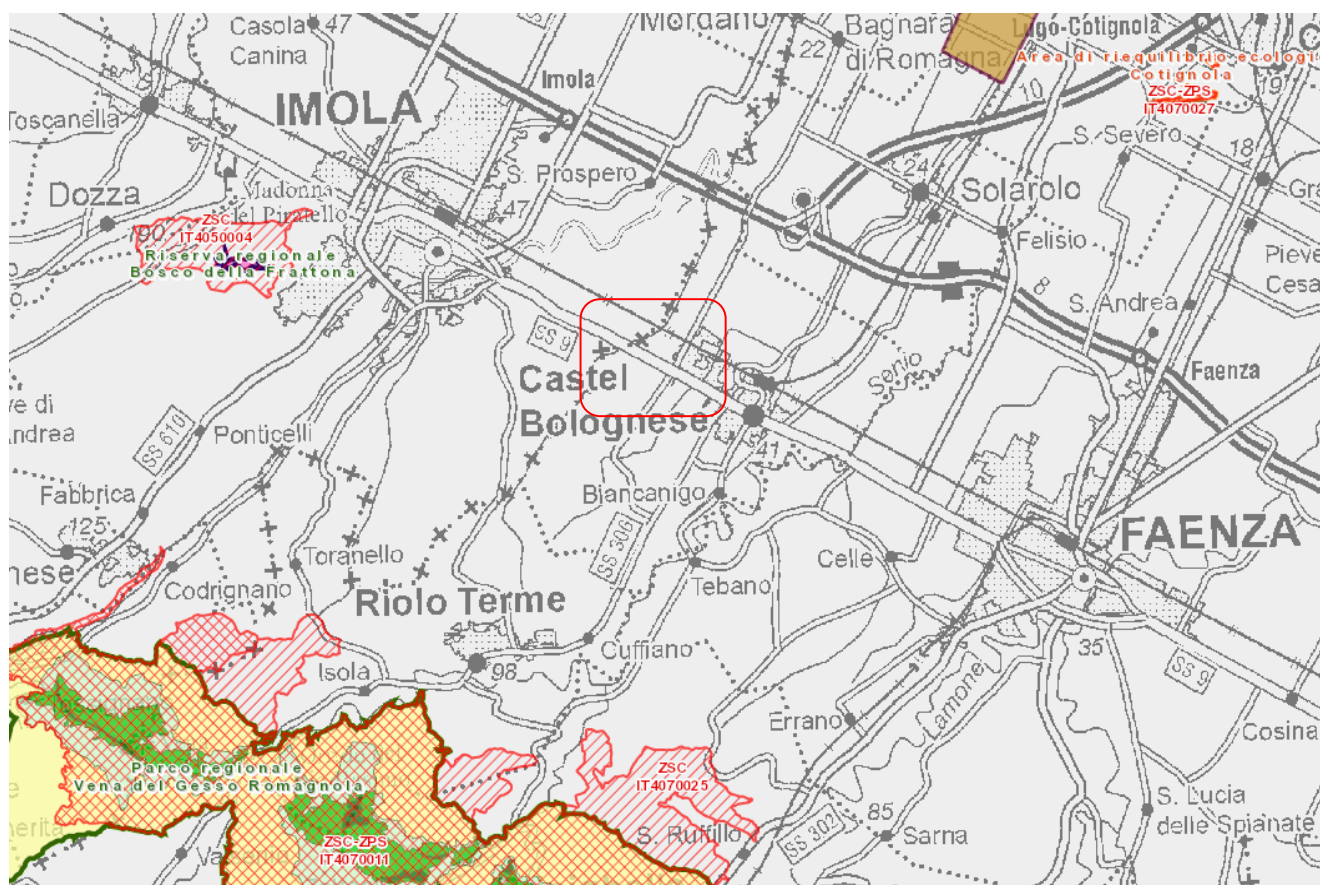 Casola
Canina
47
Mordano
22
Bagnara
di Romagna
Lugo-Cotignola
Area di riequilibrio ecologi
Cotignola
ZSC-ZPS
IT4070027
10
19
Imola
IMOLA
Toscanella
S. Severo
18
Dozza
Madonna
del Piratello
S. Prospero
24
Solarolo
47
90
ZSC
IT4050004
Riserva regionale
Bosco della Frattona
Felisio
Pieve
Cesa
8
S. Andrea
SS 9
Castel
Bolognese
Senio
Faenza
ve di
Andrea
SS 610
Ponticelli
41
Fabbrica
125
Biancanigo
SS 306
FAENZA
nese
Toranello
Codrignano
Tebano
Celle
Riolo Terme
Cuffiano
35
Isola
98
SS 9
Lamone
Errano
Cosina
Parco regionale
Vena del Gesso Romagnola
ZSC
IT4070025
S. Lucia
delle Spianate
S. Ruffillo
SS 302
85
Sarna
ZSC-ZPS
IT4070011